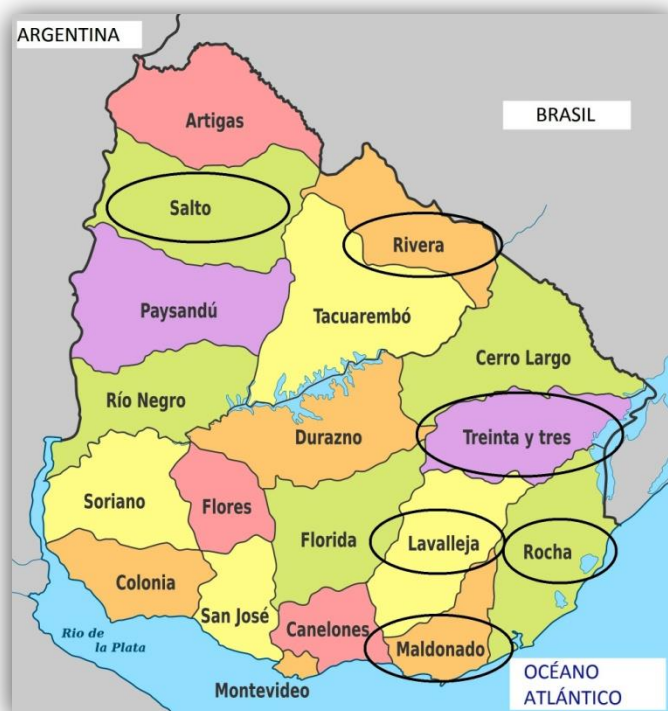 ARGENTINA
BRASIL
Artigas
Salto
Rivera
Paysandú
Tacuarembó
Cerro Largo
Río Negro
Durazno
Treinta y tres
Soriano
Flores
Florida
Lavalleja
Rocha
Colonia
San José
Canelones
Maldonado
Rio de
la Plata
Montevideo
OCÉANO
ATLÁNTICO